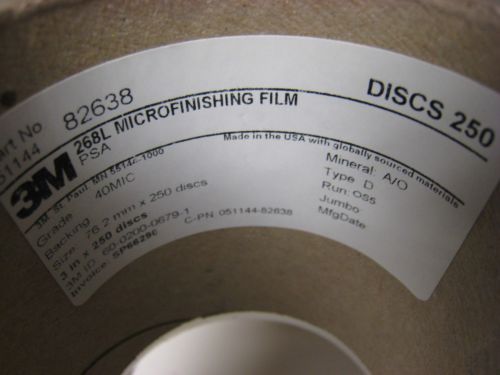 art No
51144
82638
DISCS 250
3M
268L MICROFINISHING FILM
PSA
Made in the USA with globally sourced materials
3M, St. Paul, MN 55144-1000
Grade 40MIC
Backing
Size 76.2 mm x 250 discs
3 in x 250 discs
3M ID 60-0200-0679-1
Invoice:
C-PN 051144-82638
Mineral: A/O
Type D
Run:
Jumbo
MfgDate